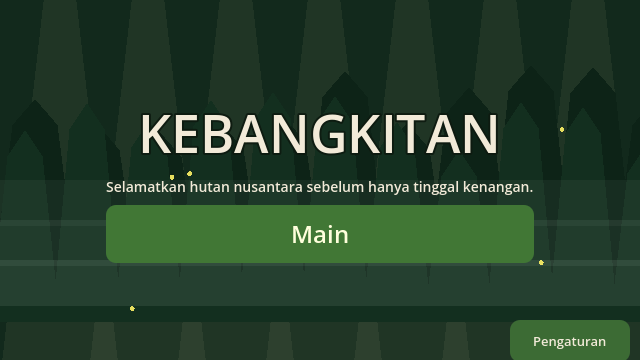 KEBANGKITAN
Selamatkan hutan nusantara sebelum hanya tinggal kenangan.
Main
Pengaturan